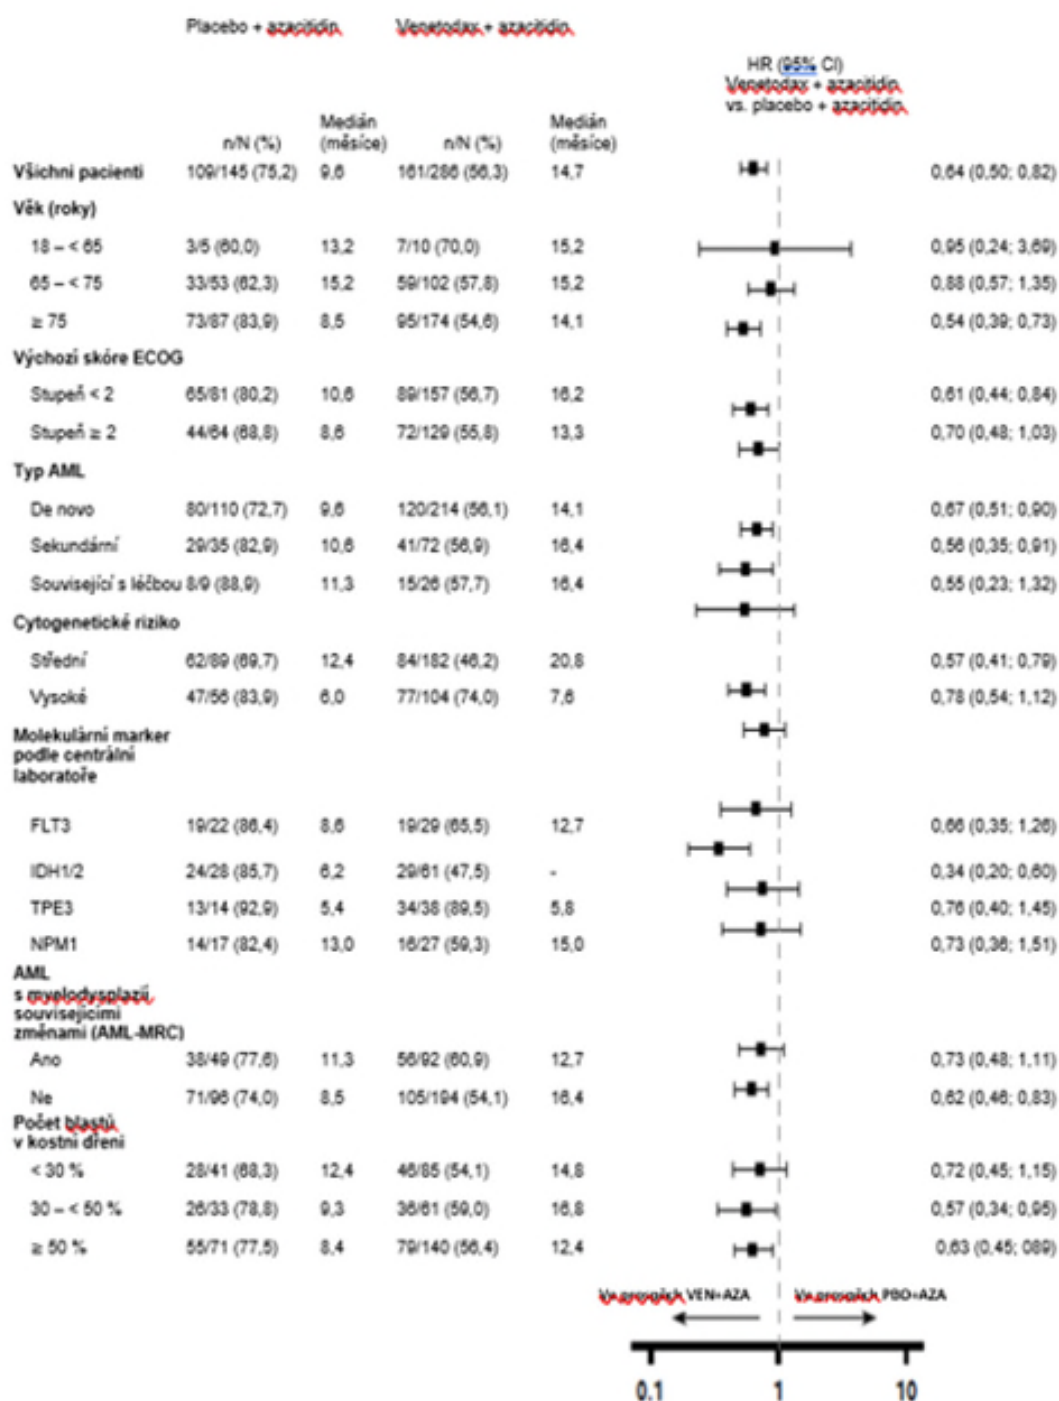 Placebo + azacitidin Venetodax + azacitidin
HR (95% CI)
Venetodax + azacitidin
vs. placebo + azacitidin
n/N (%) Medián (měsíce) n/N (%) Medián (měsíce)
Všichni pacienti 109/145 (75,2) 9,6 161/286 (56,3) 14,7 0,64 (0,50; 0,82)
Věk (roky)
18 – < 65 3/5 (60,0) 13,2 7/10 (70,0) 15,2 0,95 (0,24; 3,69)
65 – < 75 33/53 (62,3) 15,2 59/102 (57,8) 15,2 0,88 (0,57; 1,35)
≥ 75 73/87 (83,9) 8,5 95/174 (54,6) 14,1 0,54 (0,39; 0,73)
Výchozí skóre ECOG
Stupeň < 2 65/81 (80,2) 10,6 89/157 (56,7) 16,2 0,61 (0,44; 0,84)
Stupeň ≥ 2 44/64 (68,8) 8,6 72/129 (55,8) 13,3 0,70 (0,48; 1,03)
Typ AML
De novo 80/110 (72,7) 9,6 120/214 (56,1) 14,1 0,67 (0,51; 0,90)
Sekundární 29/35 (82,9) 10,6 41/72 (56,9) 16,4 0,56 (0,35; 0,91)
Související s léčbou 8/9 (88,9) 11,3 15/26 (57,7) 16,4 0,55 (0,23; 1,32)
Cytogenetické riziko
Střední 62/89 (69,7) 12,4 84/182 (46,2) 20,8 0,57 (0,41; 0,79)
Vysoké 47/56 (83,9) 6,0 77/104 (74,0) 7,6 0,78 (0,54; 1,12)
Molekulární marker
podle centrální
laboratoře
FLT3 19/22 (86,4) 8,6 19/29 (65,5) 12,7 0,66 (0,35; 1,26)
IDH1/2 24/28 (85,7) 6,2 29/61 (47,5) - 0,34 (0,20; 0,60)
TPE3 13/14 (92,9) 5,4 34/38 (89,5) 5,8 0,76 (0,40; 1,45)
NPM1 14/17 (82,4) 13,0 16/27 (59,3) 15,0 0,73 (0,36; 1,51)
AML
s myelodysplazií
souvisejícími
změnami (AML-MRC)
Ano 38/49 (77,6) 11,3 56/92 (60,9) 12,7 0,73 (0,48; 1,11)
Ne 71/96 (74,0) 8,5 105/194 (54,1) 16,4 0,62 (0,46; 0,83)
Počet blastů
v kostní dřeni
< 30 % 28/41 (68,3) 12,4 46/85 (54,1) 14,8 0,72 (0,45; 1,15)
30 – < 50 % 26/33 (78,8) 9,3 36/61 (59,0) 16,8 0,57 (0,34; 0,95)
≥ 50 % 55/71 (77,5) 8,4 79/140 (56,4) 12,4 0,63 (0,45; 089)
Ve prospěch VEN+AZA Ve prospěch PBO+AZA
0.1 1 10